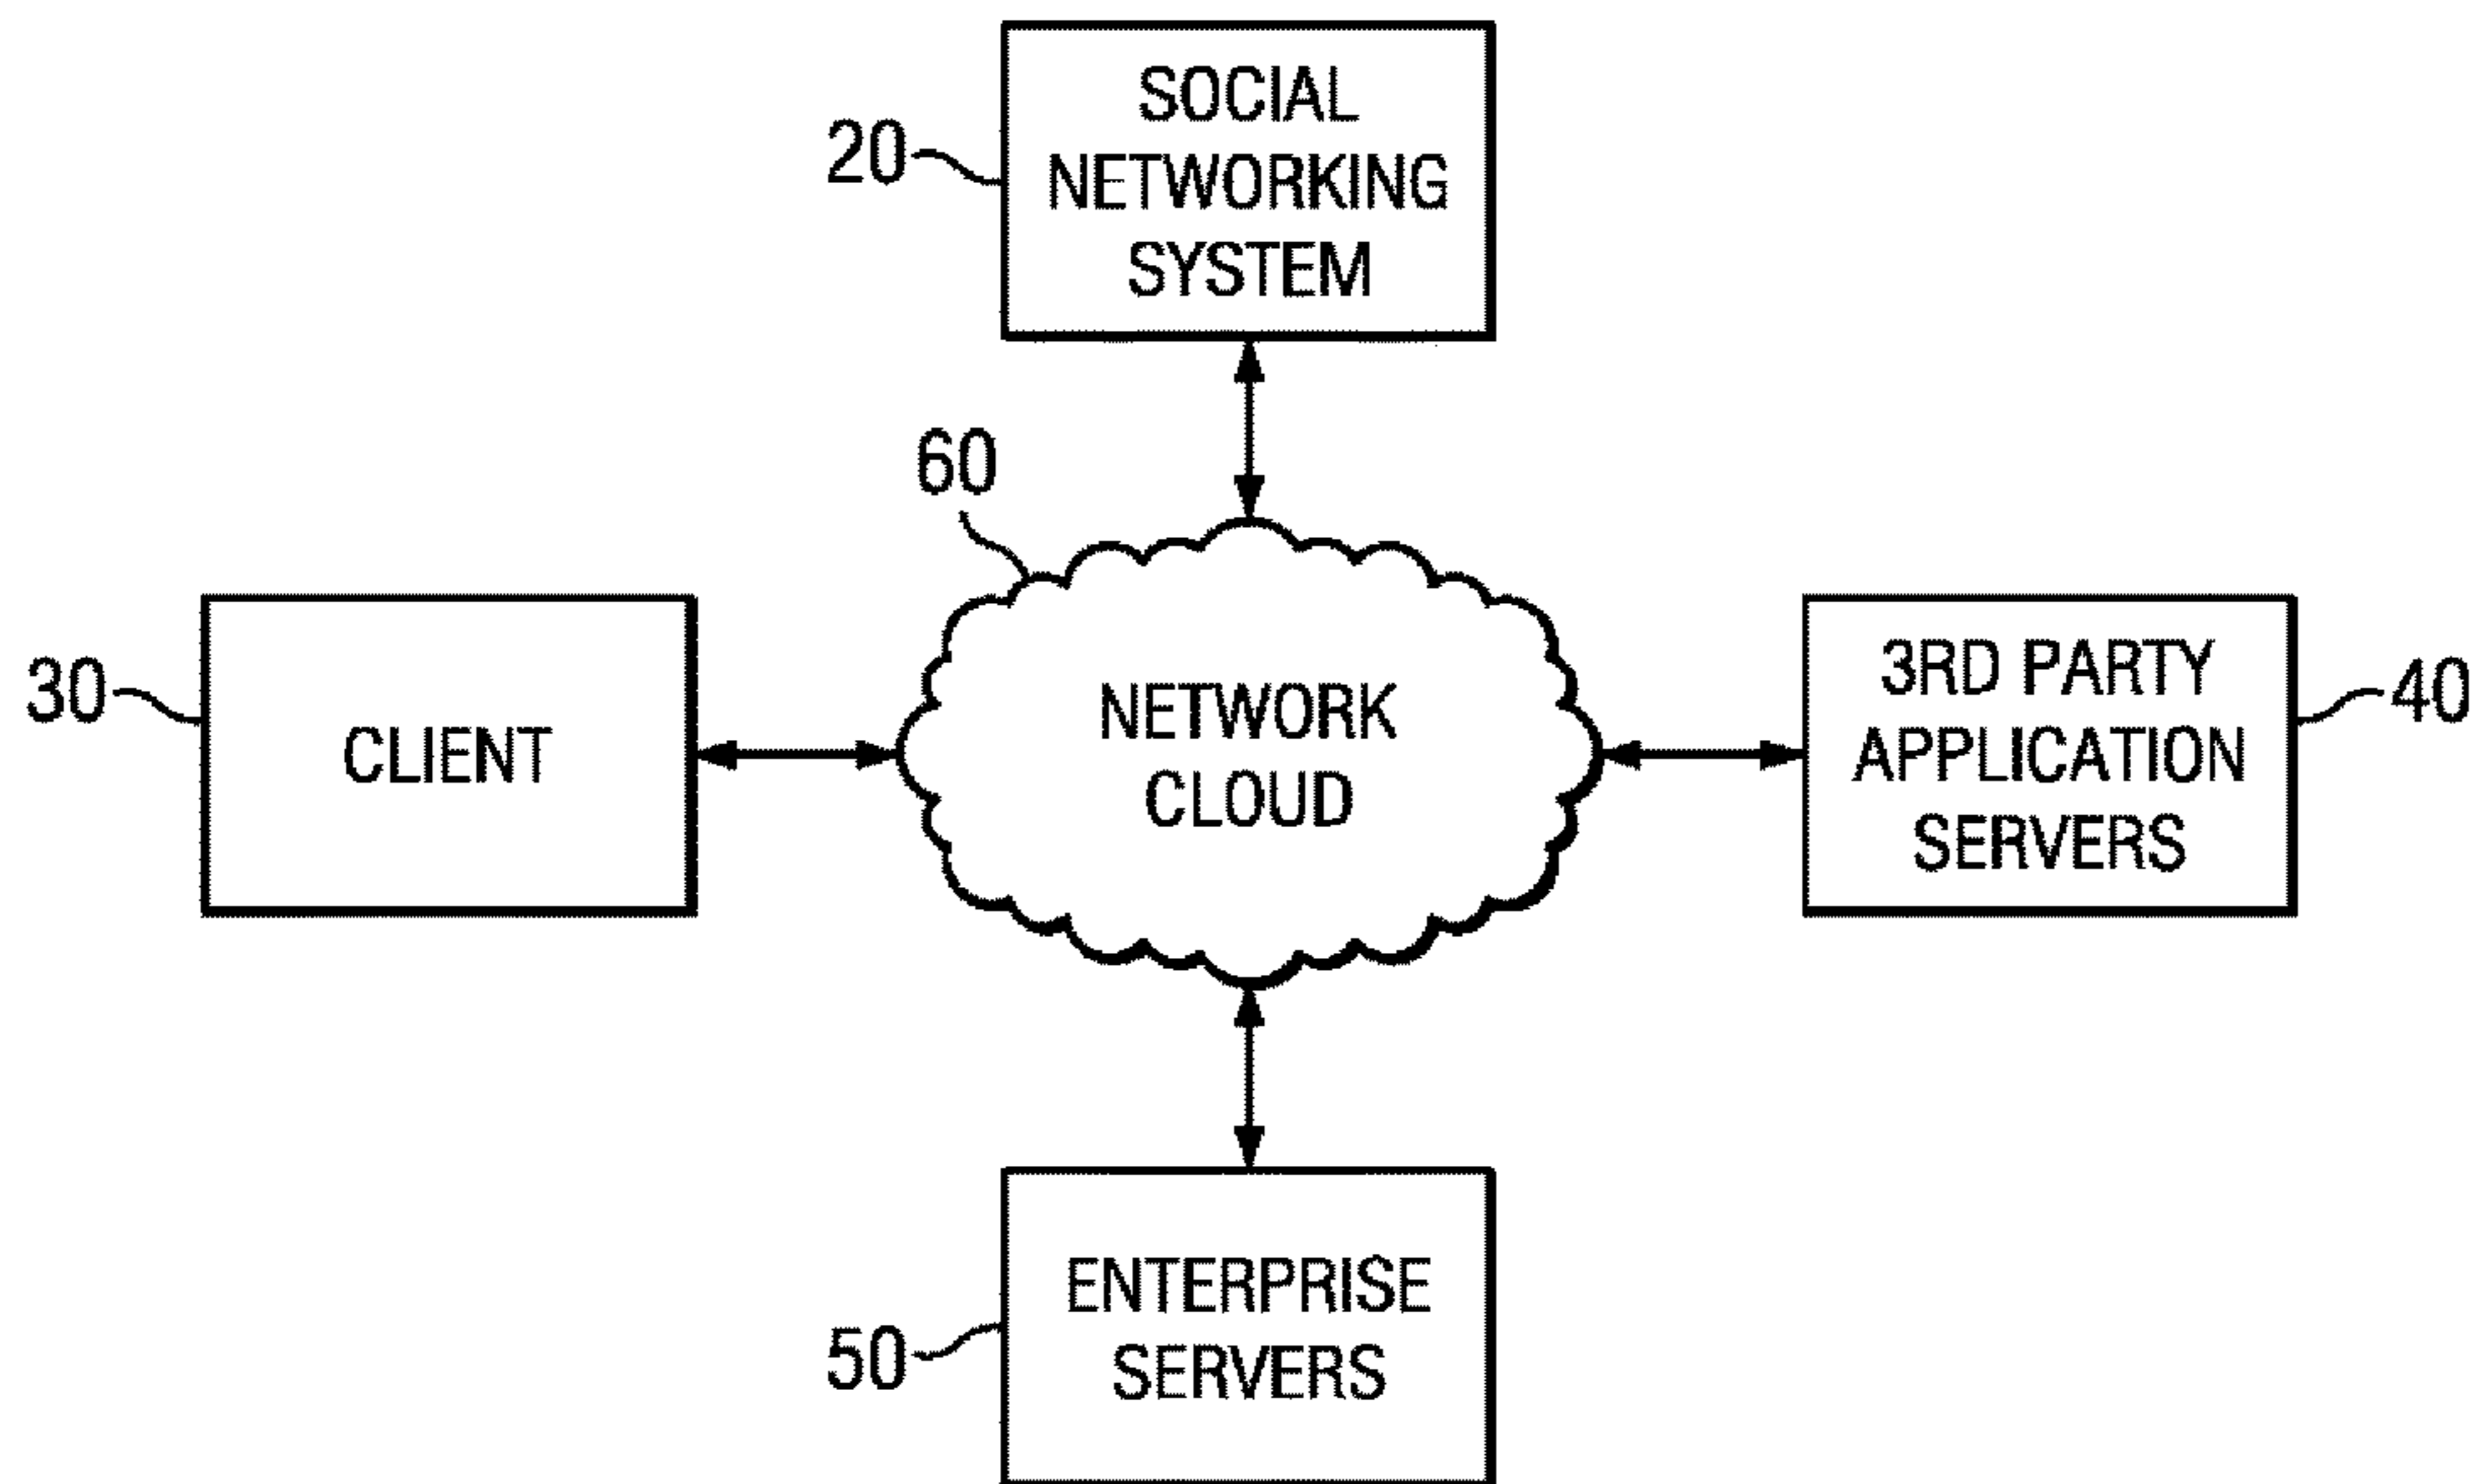 SOCIAL
NETWORKING
SYSTEM
20
60
30
CLIENT
NETWORK
CLOUD
3RD PARTY
APPLICATION
SERVERS
40
ENTERPRISE
SERVERS
50